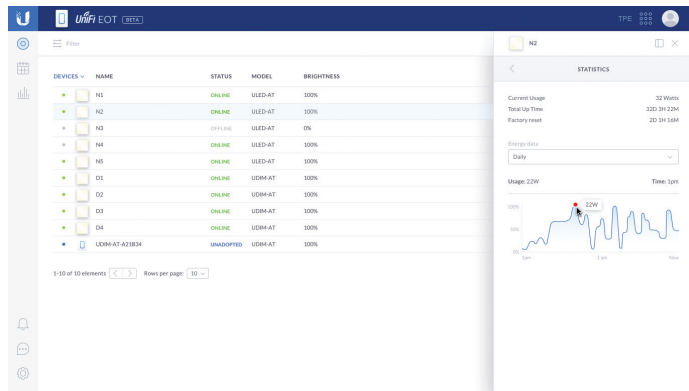 UniFi EOT BETA
TPE
Filter
DEVICES NAME STATUS MODEL BRIGHTNESS
N1 ONLINE ULED-AT 100%
N2 ONLINE ULED-AT 100%
N3 OFFLINE ULED-AT 0%
N4 ONLINE ULED-AT 100%
N5 ONLINE ULED-AT 100%
D1 ONLINE UDIM-AT 100%
D2 ONLINE UDIM-AT 100%
D3 ONLINE UDIM-AT 100%
D4 ONLINE UDIM-AT 100%
UDIM-AT-A21B34 UNADOPTED UDIM-AT 100%
1-10 of 10 elements Rows per page: 10
N2
STATISTICS
Current Usage 32 Watts
Total Up Time 32D 3H 22M
Factory reset 2D 1H 16M
Energy data
Daily
Usage: 22W Time: 1pm
22W
100%
50%
0%
1pm 1 am Now